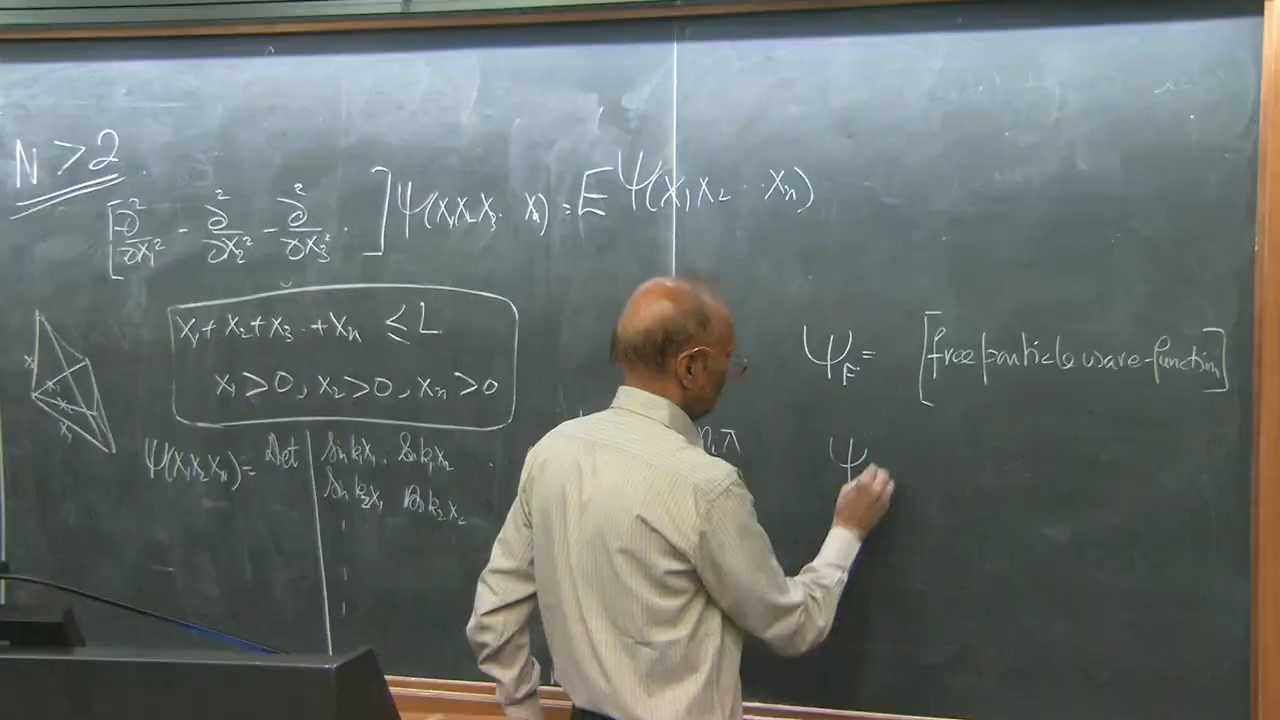 N > 2
[∂²/∂x₁² - ∂²/∂x₂² - ∂²/∂x₃² · ] Ψ(x₁x₂x₃ · xₙ) = E Ψ(x₁x₂ ·· xₙ)
x₁ + x₂ + x₃ · + xₙ ≤ L
x₁ > 0, x₂ > 0, xₙ > 0
Ψ(x₁x₂xₙ) = Det | Sin k₁x₁ . Sin k₁x₂ .
Sin k₂x₁ Sin k₂x₂
π
Ψ_F = [free particle wave-function]
Ψ